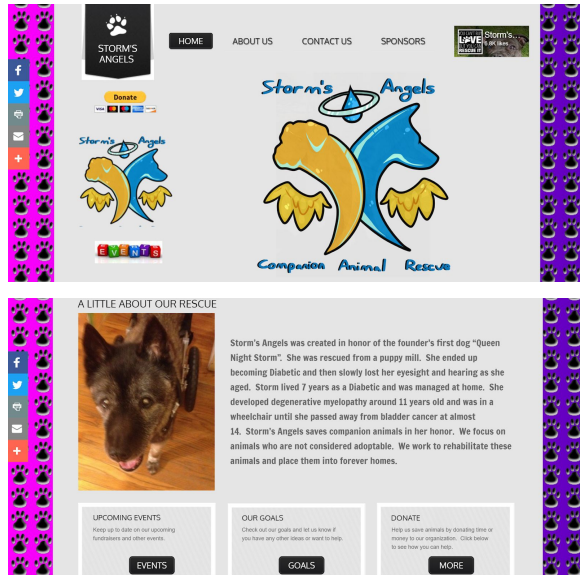 STORM'S
ANGELS
HOME
ABOUT US
CONTACT US
SPONSORS
LOVE
RESCUE IT
Storm's...
Donate
VISA
Storm's Angels
EVENTS
Storm's Angels
Companion Animal Rescue
A LITTLE ABOUT OUR RESCUE
Storm's Angels was created in honor of the founder's first dog "Queen
Night Storm". She was rescued from a puppy mill. She ended up
becoming Diabetic and then slowly lost her eyesight and hearing as she
aged. Storm lived 7 years as a Diabetic and was managed at home. She
developed degenerative myelopathy around 11 years old and was in a
wheelchair until she passed away from bladder cancer at almost
14. Storm's Angels saves companion animals in her honor. We focus on
animals who are not considered adoptable. We work to rehabilitate these
animals and place them into forever homes.
UPCOMING EVENTS
Keep up to date on our upcoming
fundraisers and other events.
EVENTS
OUR GOALS
Check out our goals and let us know if
you have any other ideas or want to help.
GOALS
DONATE
Help us save animals by donating time or
money to our organization. Click below
to see how you can help.
MORE